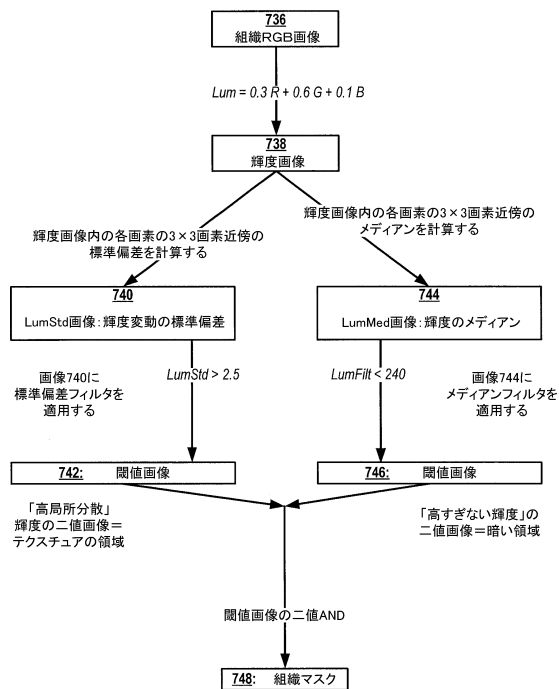 736
組織RGB画像
Lum = 0.3 R + 0.6 G + 0.1 B
738
輝度画像
輝度画像内の各画素の3×3画素近傍の
標準偏差を計算する
輝度画像内の各画素の3×3画素近傍の
メディアンを計算する
740
LumStd画像:輝度変動の標準偏差
744
LumMed画像:輝度のメディアン
画像740に
標準偏差フィルタを
適用する
LumStd > 2.5
LumFilt < 240
画像744に
メディアンフィルタを
適用する
742: 閾値画像
746: 閾値画像
「高局所分散」
輝度の二値画像=
テクスチュアの領域
「高すぎない輝度」の
二値画像=暗い領域
閾値画像の二値AND
748: 組織マスク